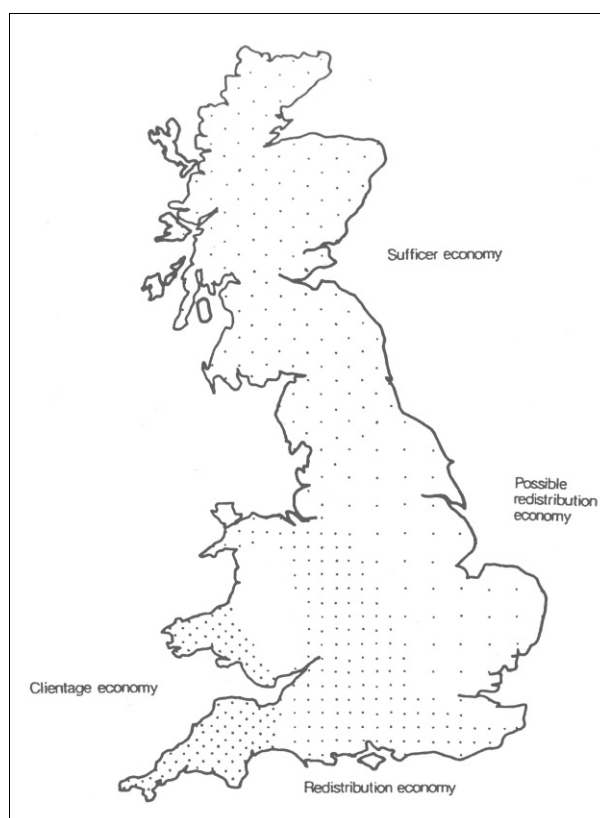 Sufficer economy
Possible
redistribution
economy
Clientage economy
Redistribution economy